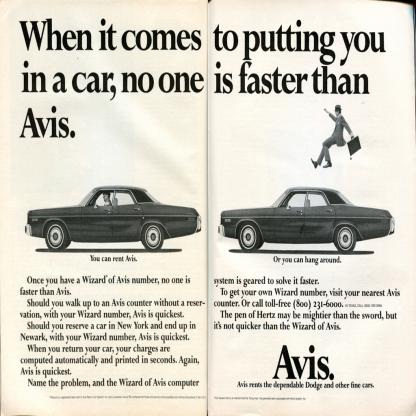 When it comes to putting you
in a car, no one is faster than
Avis.
You can rent Avis.
Or you can hang around.
Once you have a Wizard of Avis number, no one is
faster than Avis.
Should you walk up to an Avis counter without a reser-
vation, with your Wizard number, Avis is quickest.
Should you reserve a car in New York and end up in
Newark, with your Wizard number, Avis is quickest.
When you return your car, your charges are
computed automatically and printed in seconds. Again,
Avis is quickest.
Name the problem, and the Wizard of Avis computer
system is geared to solve it faster.
To get your own Wizard number, visit your nearest Avis
counter. Or call toll-free (800) 231-6000.
The pen of Hertz may be mightier than the sword, but
it's not quicker than the Wizard of Avis.
Avis.
Avis rents the dependable Dodge and other fine cars.